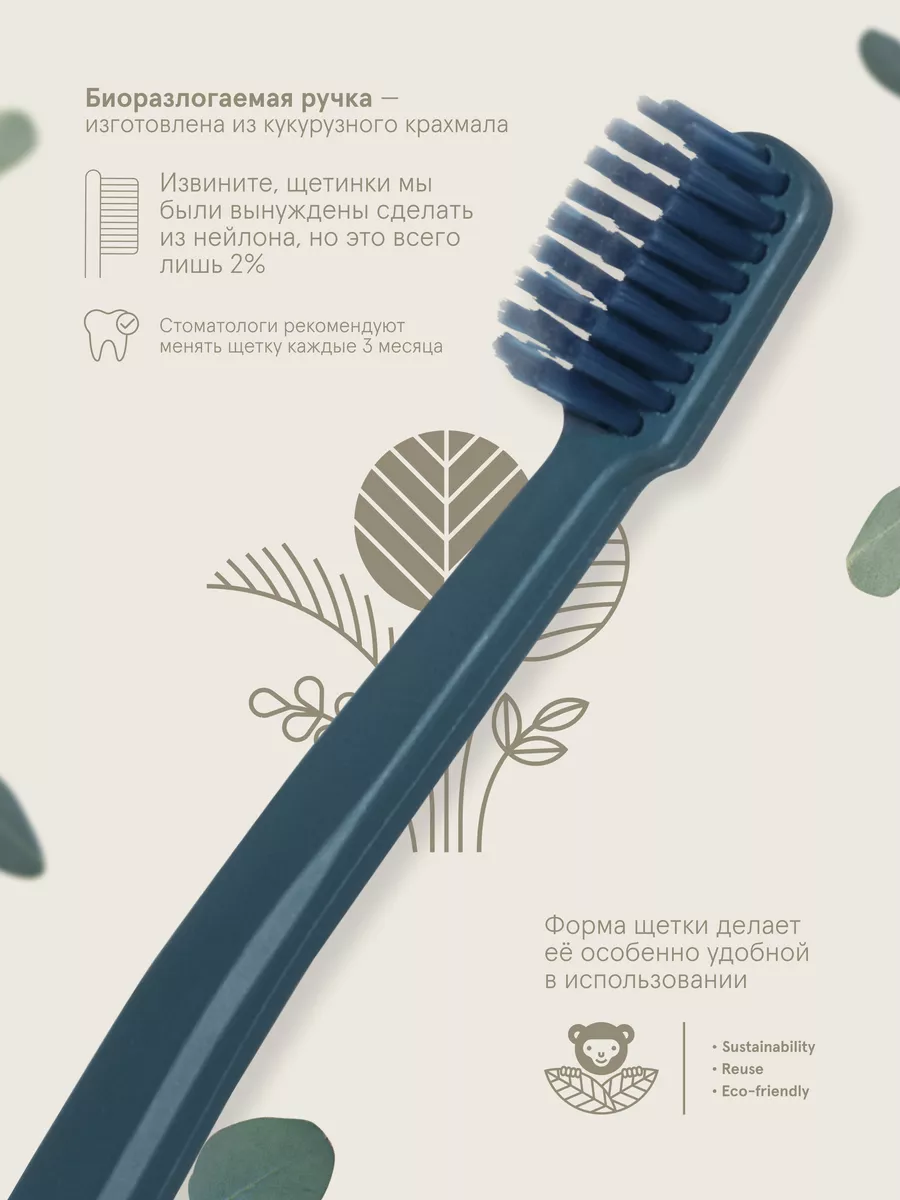 Биоразлогаемая ручка —
изготовлена из кукурузного крахмала
Извините, щетинки мы
были вынуждены сделать
из нейлона, но это всего
лишь 2%
Стоматологи рекомендуют
менять щетку каждые 3 месяца
Форма щетки делает
её особенно удобной
в использовании
• Sustainability
• Reuse
• Eco-friendly